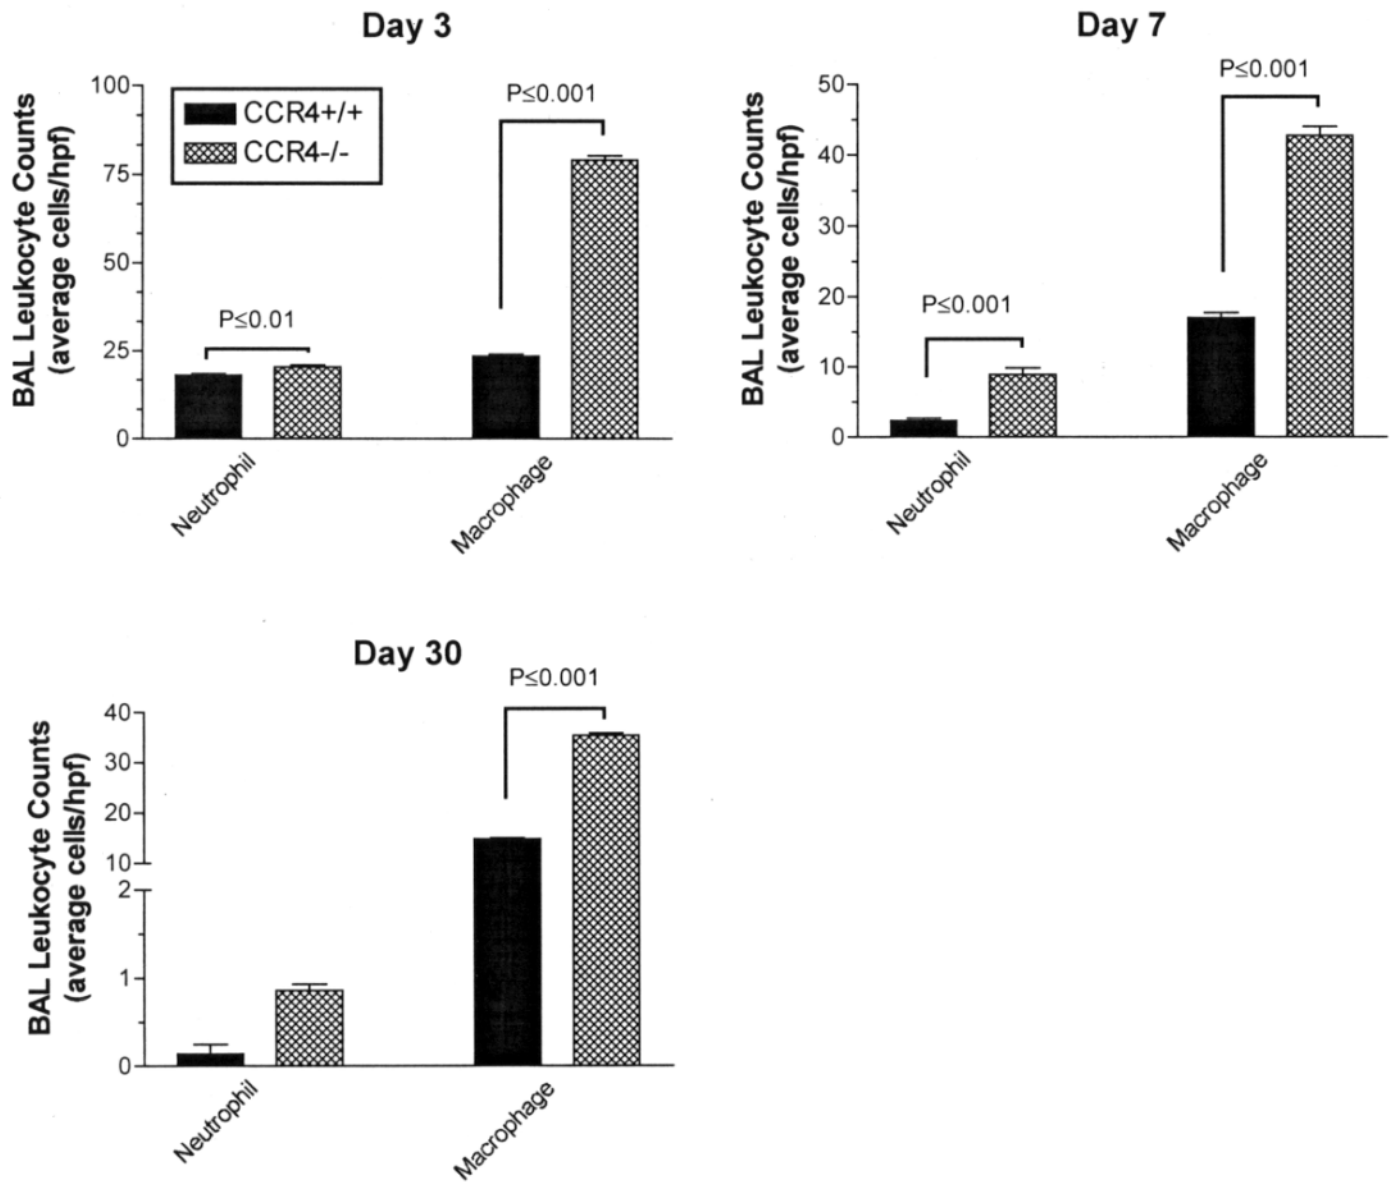 Day 3
BAL Leukocyte Counts
(average cells/hpf)
100
75
50
25
0
CCR4+/+
CCR4-/-
P≤0.01
P≤0.001
Neutrophil
Macrophage
Day 7
BAL Leukocyte Counts
(average cells/hpf)
50
40
30
20
10
0
P≤0.001
P≤0.001
Neutrophil
Macrophage
Day 30
BAL Leukocyte Counts
(average cells/hpf)
40
30
20
10
2
1
0
P≤0.001
Neutrophil
Macrophage